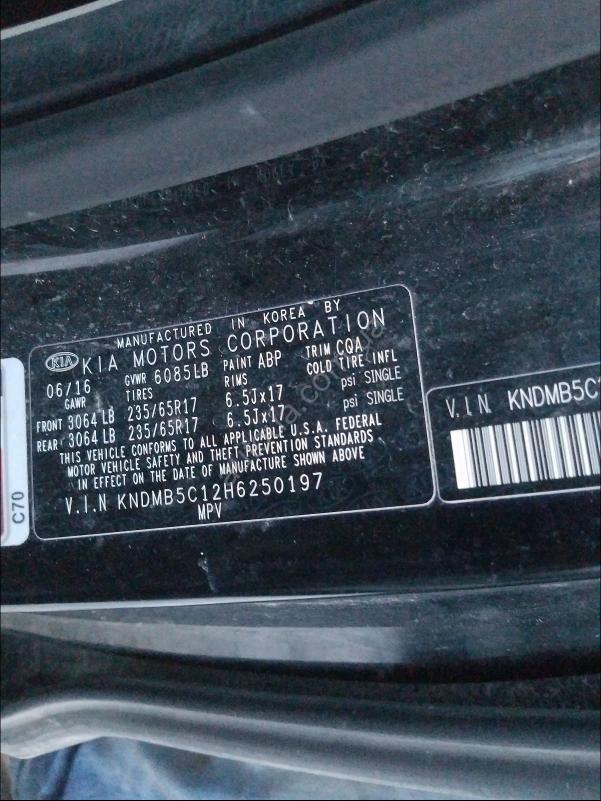 MANUFACTURED IN KOREA BY
KIA KIA MOTORS CORPORATION
06/16 GVWR 6085LB PAINT ABP TRIM CQA
GAWR TIRES RIMS COLD TIRE INFL
FRONT 3064 LB 235/65R17 6.5Jx17 psi SINGLE
REAR 3064 LB 235/65R17 6.5Jx17 psi SINGLE
THIS VEHICLE CONFORMS TO ALL APPLICABLE U.S.A. FEDERAL
MOTOR VEHICLE SAFETY AND THEFT PREVENTION STANDARDS
IN EFFECT ON THE DATE OF MANUFACTURE SHOWN ABOVE
V.I.N KNDMB5C12H6250197
MPV
V.I.N. KNDMB5C1
C70